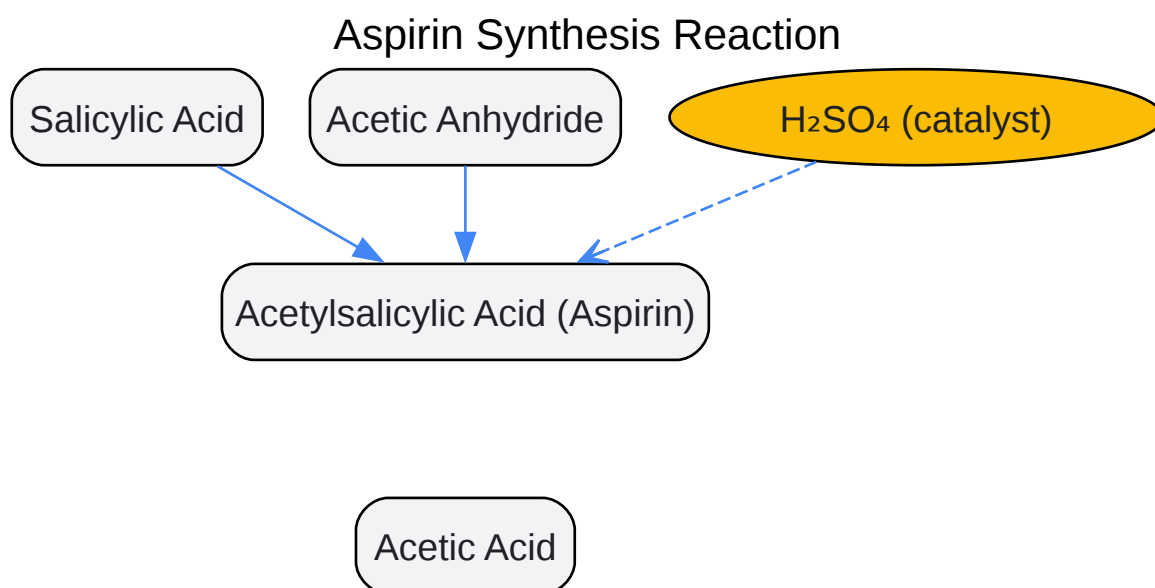 Aspirin Synthesis Reaction
Salicylic Acid
Acetic Anhydride
H₂SO₄ (catalyst)
Acetylsalicylic Acid (Aspirin)
Acetic Acid